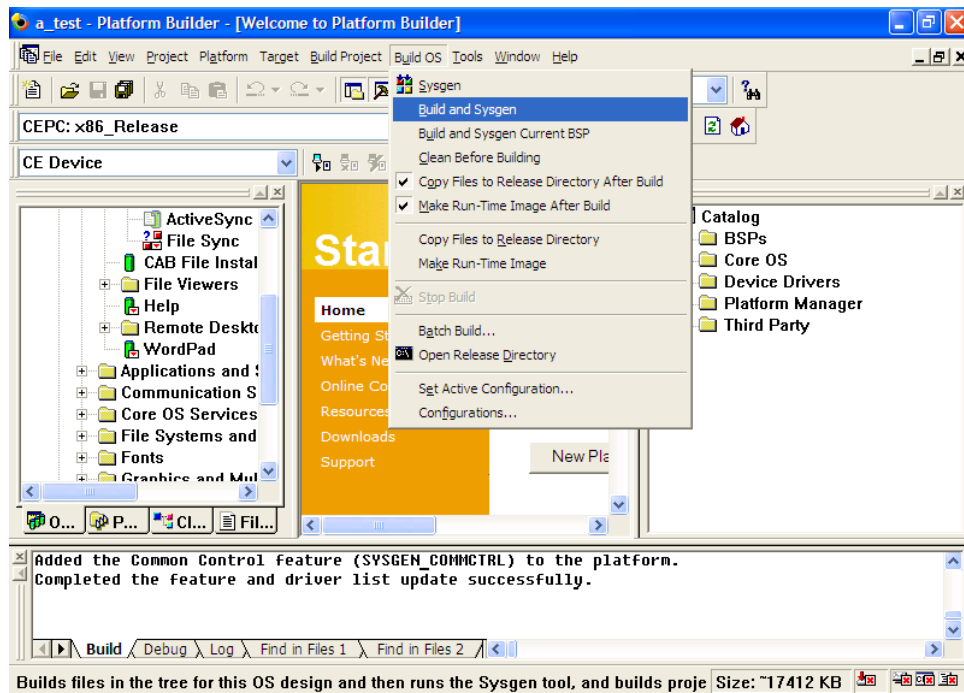 a_test - Platform Builder - [Welcome to Platform Builder]
File Edit View Project Platform Target Build Project Build OS Tools Window Help
CEPC: x86_Release
CE Device
Sysgen
Build and Sysgen
Build and Sysgen Current BSP
Clean Before Building
Copy Files to Release Directory After Build
Make Run-Time Image After Build
Copy Files to Release Directory
Make Run-Time Image
Stop Build
Batch Build...
Open Release Directory
Set Active Configuration...
Configurations...
ActiveSync
File Sync
CAB File Instal
File Viewers
Help
Remote Deskto
WordPad
Applications and
Communication S
Core OS Services
File Systems and
Fonts
Graphics and Mul
O... P... Cl... Fil...
Star
Home
Getting St
What's Ne
Online Co
Resources
Downloads
Support
New Pla
Catalog
BSPs
Core OS
Device Drivers
Platform Manager
Third Party
Added the Common Control feature (SYSGEN_COMMCTRL) to the platform.
Completed the feature and driver list update successfully.
Build Debug Log Find in Files 1 Find in Files 2
Builds files in the tree for this OS design and then runs the Sysgen tool, and builds proje Size: ~17412 KB